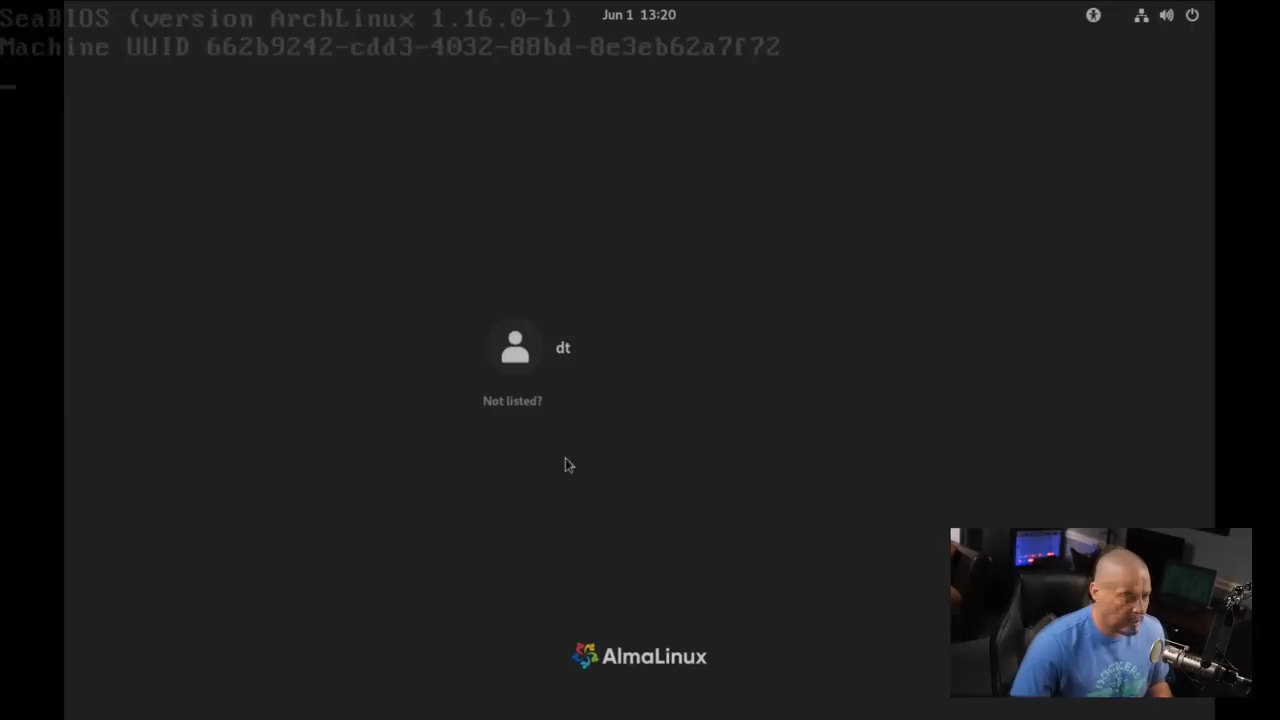 SeaBIOS (version ArchLinux 1.16.0-1)
Jun 1 13:20
Machine UUID 662b9242-cdd3-4032-88bd-8e3eb62a7f72
dt
Not listed?
AlmaLinux